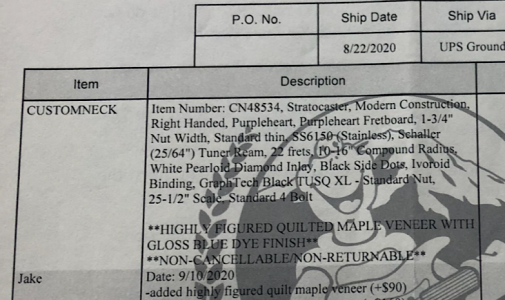 P.O. No. Ship Date Ship Via
8/22/2020 UPS Ground
Item Description
CUSTOMNECK Item Number: CN48534, Stratocaster, Modern Construction,
Right Handed, Purpleheart, Purpleheart Fretboard, 1-3/4"
Nut Width, Standard thin, SS6150 (Stainless), Schaller
(25/64") Tuner Ream, 22 frets, 10-16" Compound Radius,
White Pearloid Diamond Inlay, Black Side Dots, Ivoroid
Binding, GraphTech Black TUSQ XL - Standard Nut,
25-1/2" Scale, Standard 4 Bolt
**HIGHLY FIGURED QUILTED MAPLE VENEER WITH
GLOSS BLUE DYE FINISH**
**NON-CANCELLABLE/NON-RETURNABLE**
Jake Date: 9/10/2020
-added highly figured quilt maple veneer (+$90)